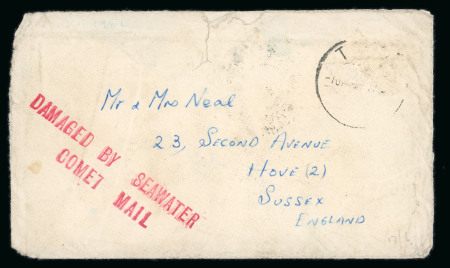 Mr & Mrs Neal
23, SECOND AVENUE
HOVE (2)
SUSSEX
ENGLAND
DAMAGED BY SEAWATER
COMET MAIL
T